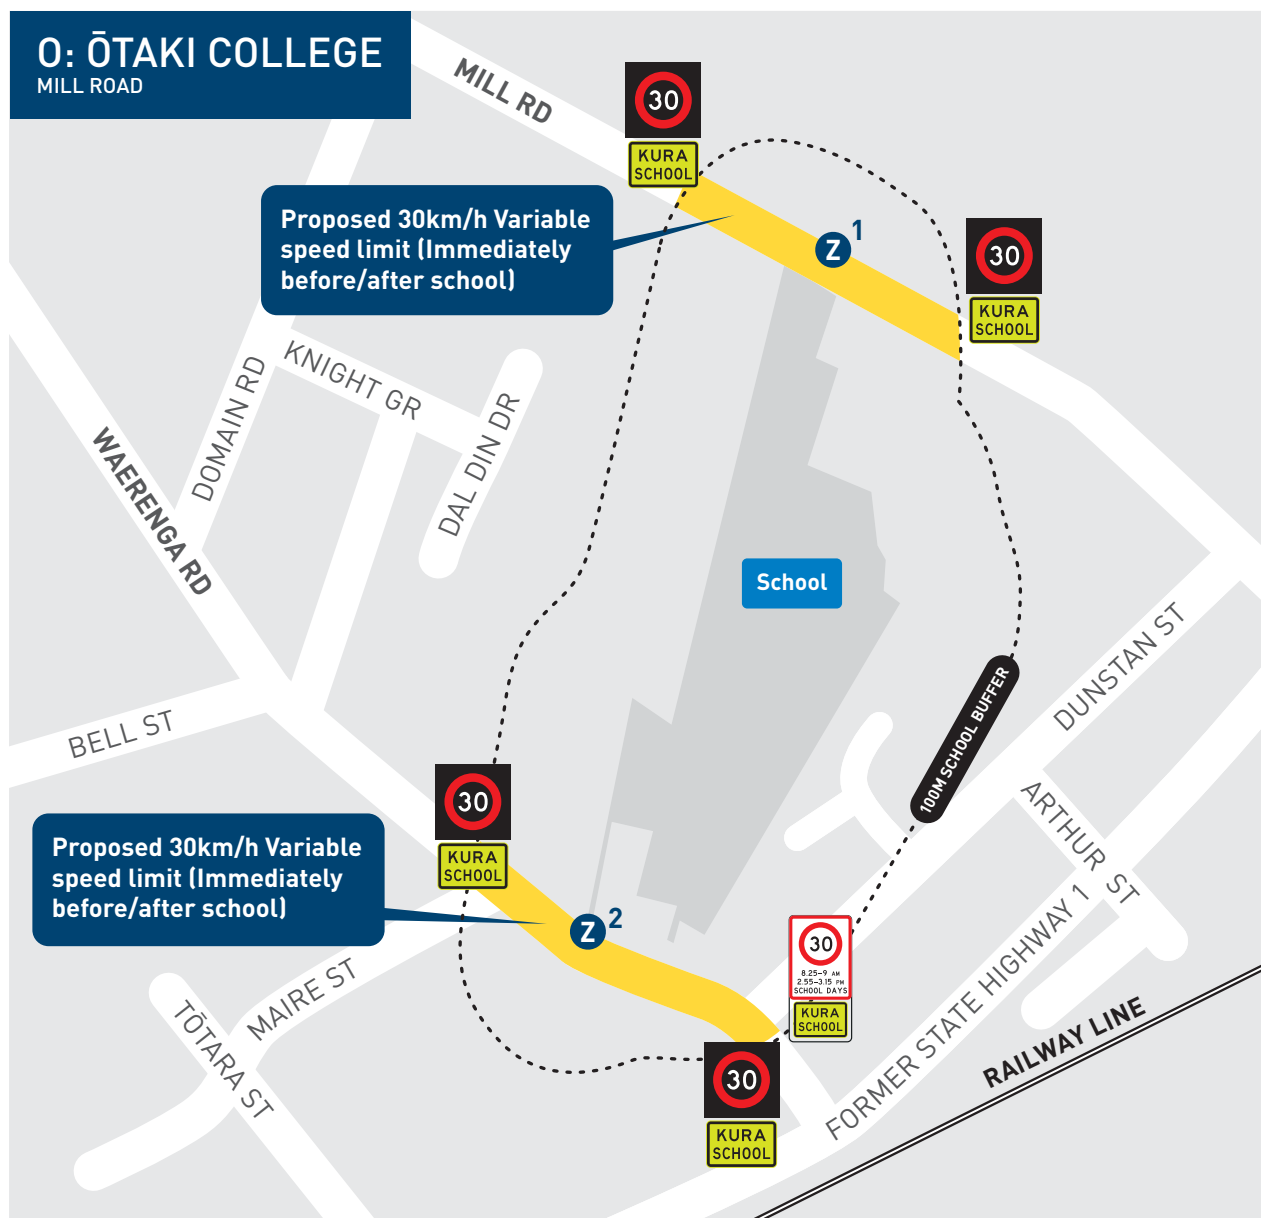 O: ŌTAKI COLLEGE
MILL ROAD
MILL RD
30
KURA
SCHOOL
Proposed 30km/h Variable
speed limit (Immediately
before/after school)
Z 1
30
KURA
SCHOOL
KNIGHT GR
DOMAIN RD
DAL DIN DR
WAERENGA RD
School
DUNSTAN ST
100M SCHOOL BUFFER
BELL ST
ARTHUR ST
30
KURA
SCHOOL
Proposed 30km/h Variable
speed limit (Immediately
before/after school)
Z 2
30
8.25–9 AM
2.55–3.15 PM
SCHOOL DAYS
KURA
SCHOOL
MAIRE ST
TŌTARA ST
FORMER STATE HIGHWAY 1
RAILWAY LINE
30
KURA
SCHOOL